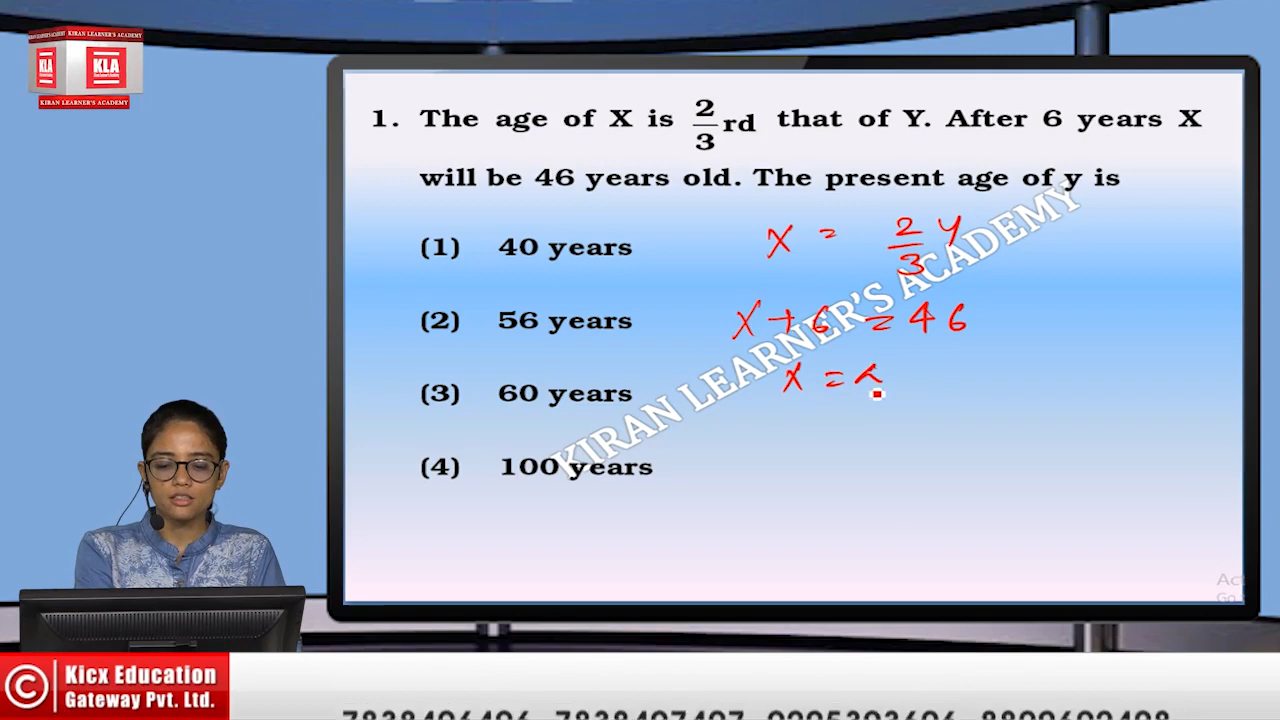 KIRAN LEARNER'S ACADEMY
KLA
KLA
KIRAN LEARNER'S ACADEMY
1. The age of X is 2/3 rd that of Y. After 6 years X
will be 46 years old. The present age of y is
(1) 40 years
(2) 56 years
(3) 60 years
(4) 100 years
X = 2/3 Y
X + 6 = 46
X =
KIRAN LEARNER'S ACADEMY
© Kicx Education
Gateway Pvt. Ltd.